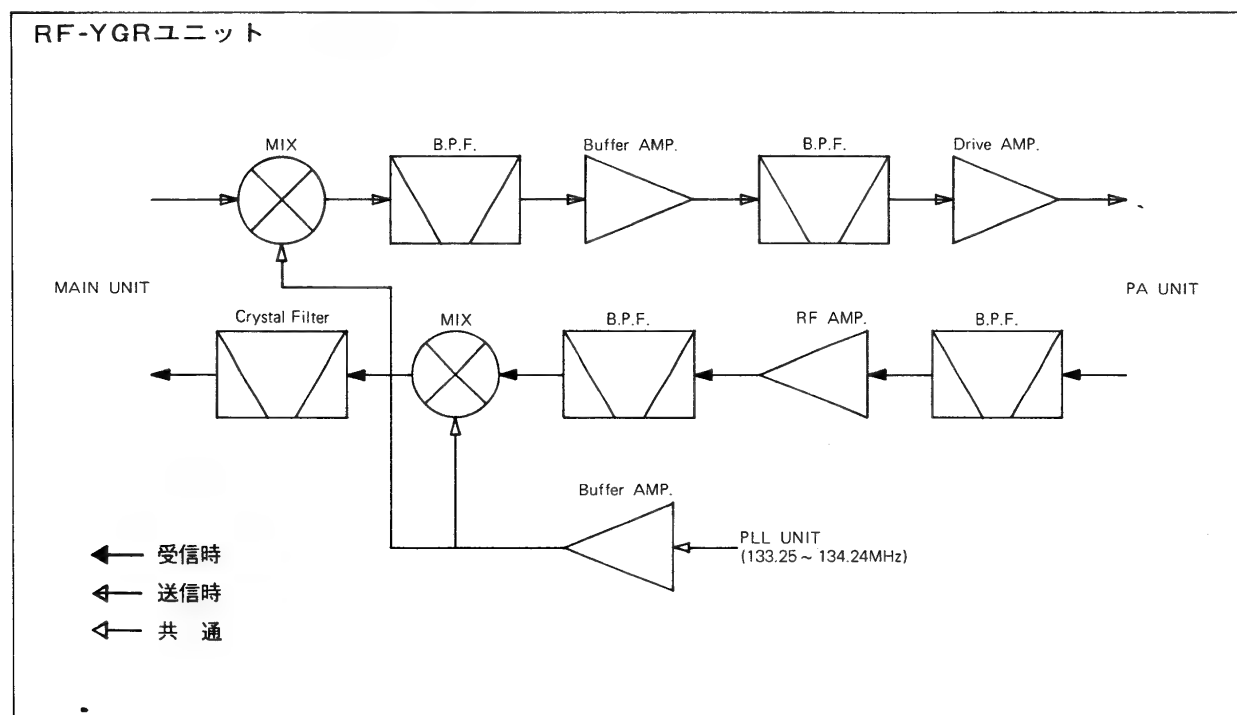 RF-YGRユニット
MIX
B.P.F.
Buffer AMP.
B.P.F.
Drive AMP.
MAIN UNIT
PA UNIT
Crystal Filter
MIX
B.P.F.
RF AMP.
B.P.F.
Buffer AMP.
PLL UNIT
(133.25~134.24MHz)
受信時
送信時
共 通